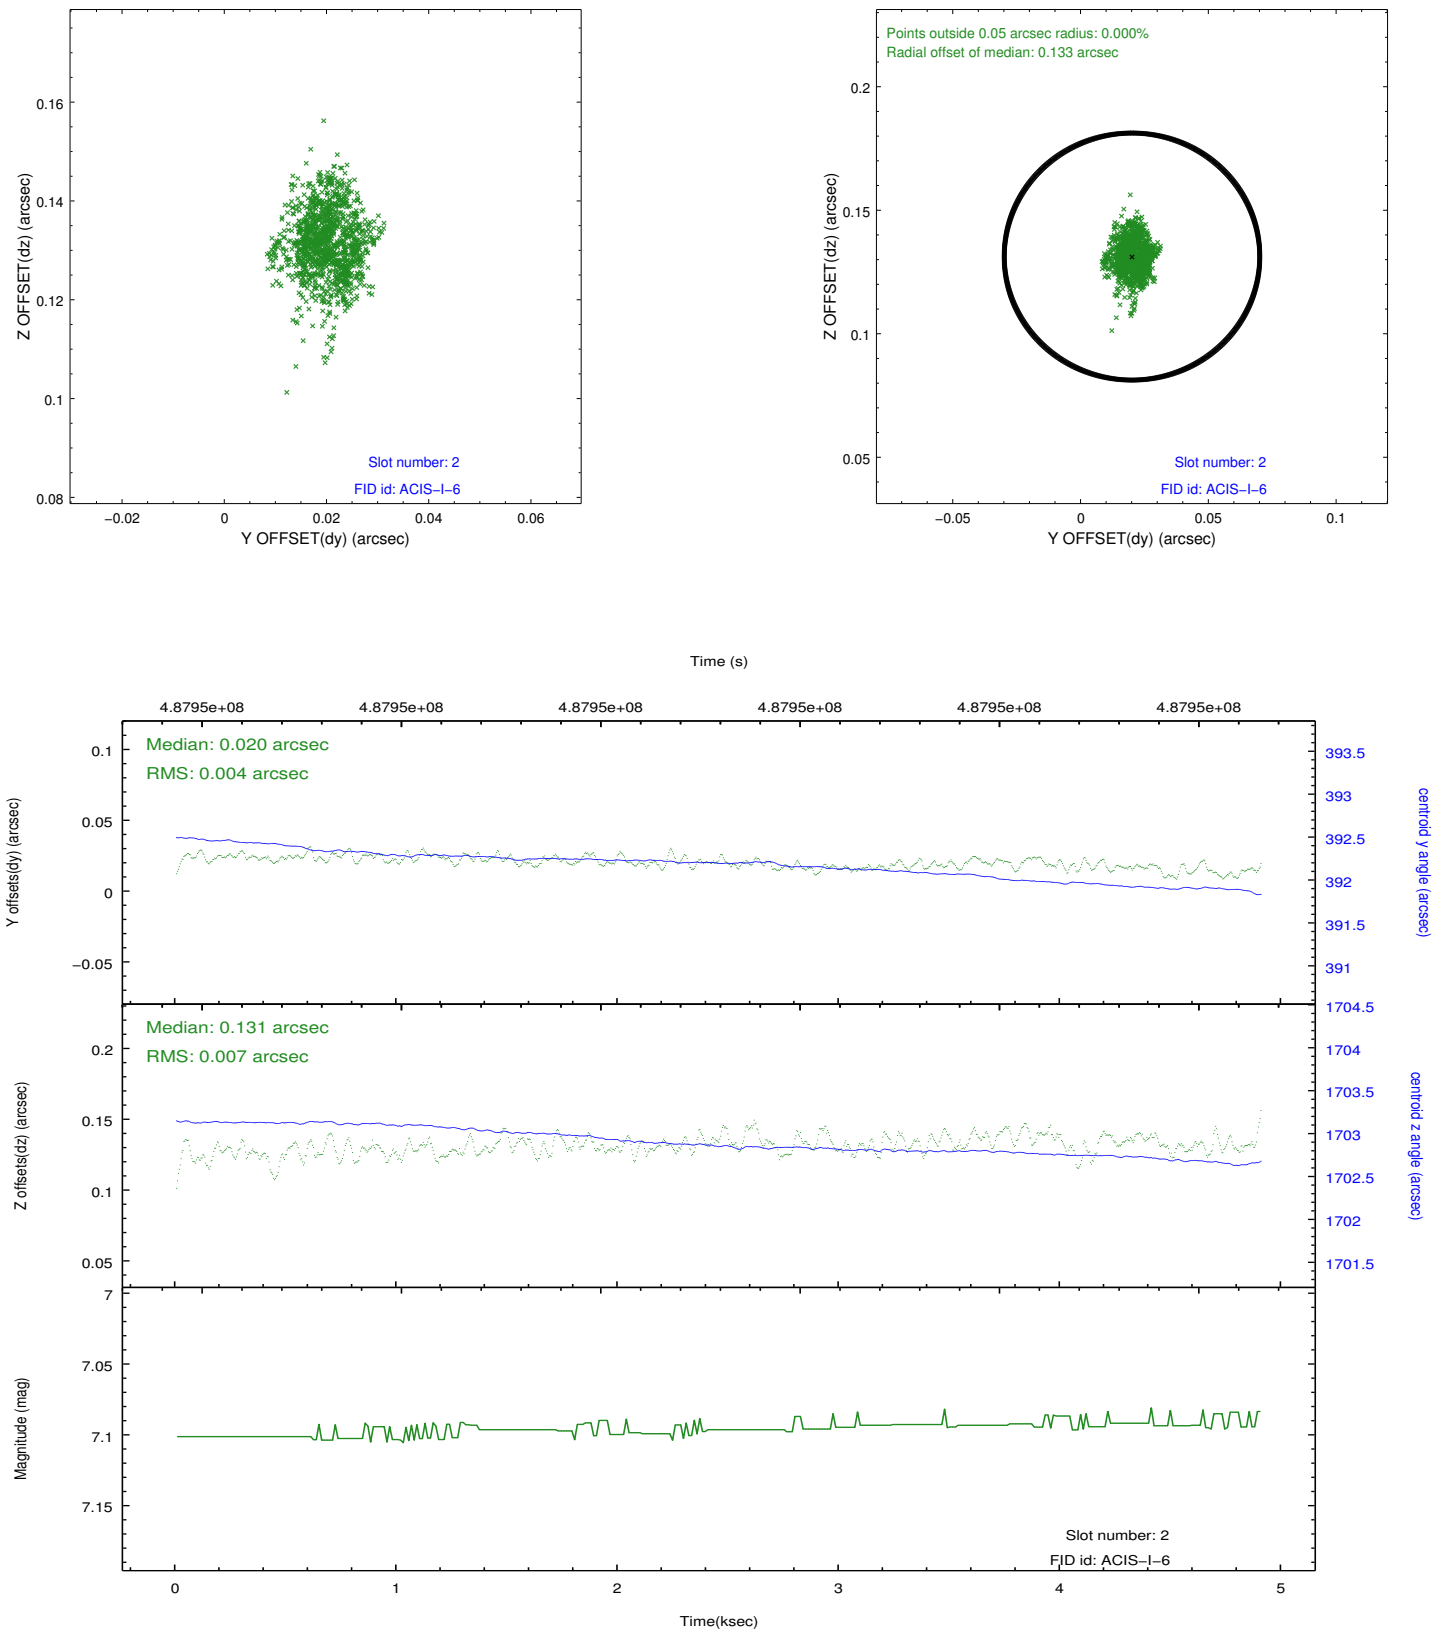 0.16
0.14
0.12
0.1
0.08
Z OFFSET(dz) (arcsec)
Slot number: 2
FID id: ACIS−I−6
−0.02 0 0.02 0.04 0.06
Y OFFSET(dy) (arcsec)
Points outside 0.05 arcsec radius: 0.000%
Radial offset of median: 0.133 arcsec
0.2
0.15
0.1
0.05
Z OFFSET(dz) (arcsec)
Slot number: 2
FID id: ACIS−I−6
−0.05 0 0.05 0.1
Y OFFSET(dy) (arcsec)
Time (s)
4.8795e+08 4.8795e+08 4.8795e+08 4.8795e+08 4.8795e+08 4.8795e+08
Median: 0.020 arcsec
RMS: 0.004 arcsec
0.1
0.05
0
−0.05
Y offsets(dy) (arcsec)
393.5
393
392.5
392
391.5
391
centroid y angle (arcsec)
Median: 0.131 arcsec
RMS: 0.007 arcsec
0.2
0.15
0.1
0.05
Z offsets(dz) (arcsec)
1704.5
1704
1703.5
1703
1702.5
1702
1701.5
centroid z angle (arcsec)
7
7.05
7.1
7.15
Magnitude (mag)
Slot number: 2
FID id: ACIS−I−6
0 1 2 3 4 5
Time(ksec)